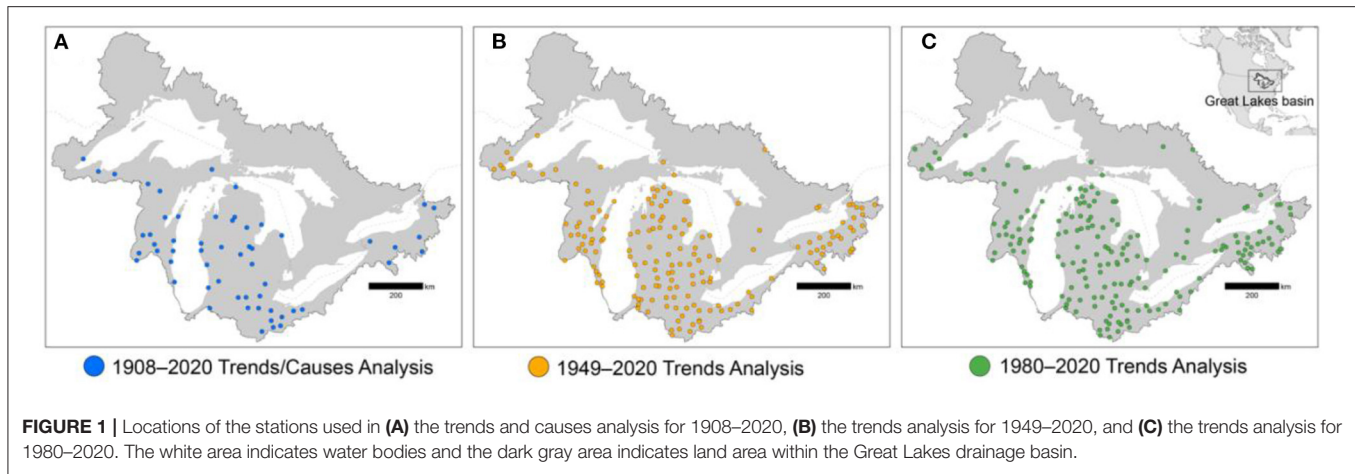 A
B
C
Great Lakes basin
200 km
200 km
200 km
1908–2020 Trends/Causes Analysis
1949–2020 Trends Analysis
1980–2020 Trends Analysis
FIGURE 1 | Locations of the stations used in (A) the trends and causes analysis for 1908–2020, (B) the trends analysis for 1949–2020, and (C) the trends analysis for
1980–2020. The white area indicates water bodies and the dark gray area indicates land area within the Great Lakes drainage basin.